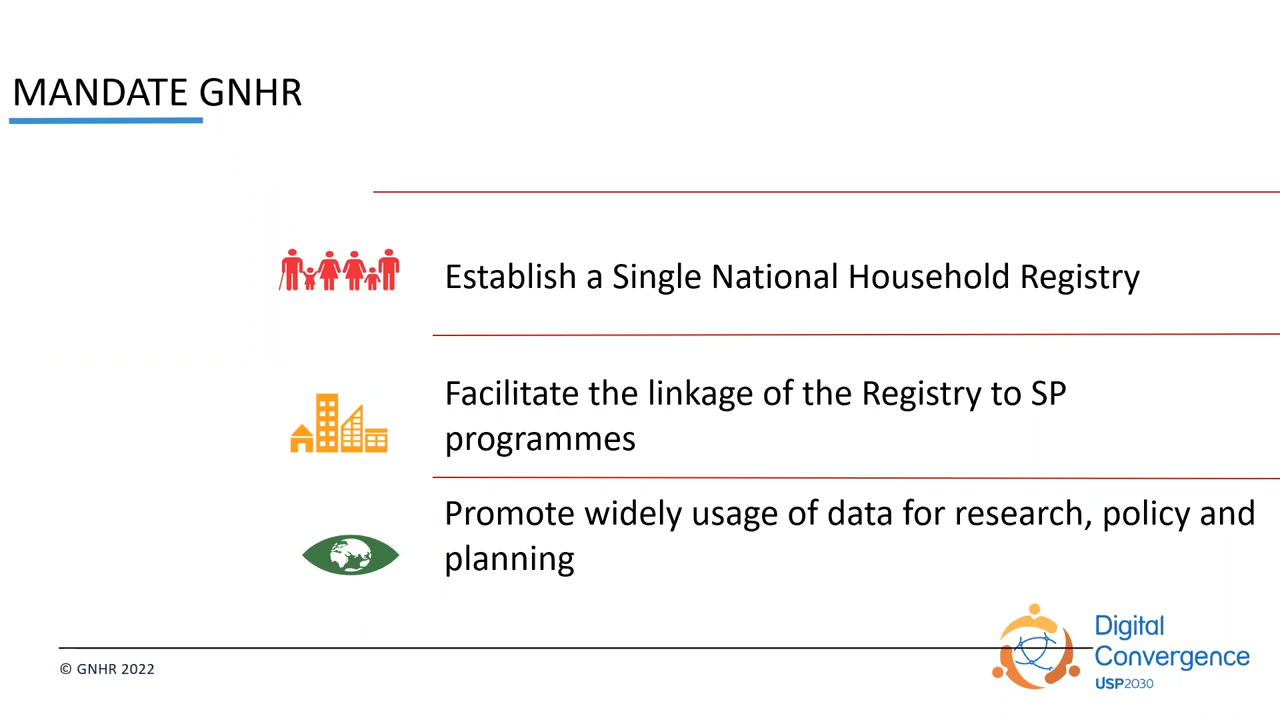 MANDATE GNHR
Establish a Single National Household Registry
Facilitate the linkage of the Registry to SP
programmes
Promote widely usage of data for research, policy and
planning
© GNHR 2022
Digital
Convergence
USP2030